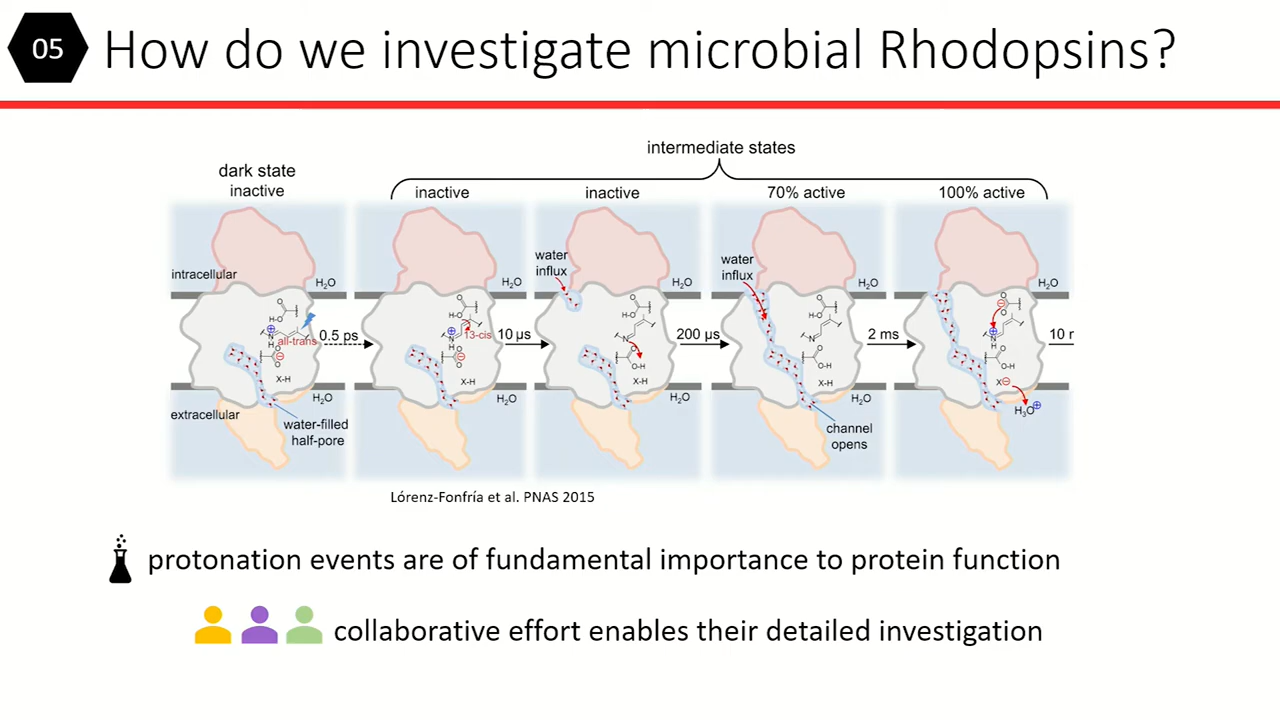 05
How do we investigate microbial Rhodopsins?
intermediate states
dark state
inactive
inactive
inactive
70% active
100% active
intracellular
H₂O
H₂O
water
influx
H₂O
water
influx
H₂O
all-trans
0.5 ps
13-cis
10 µs
200 µs
2 ms
10 r
X-H
X-H
X-H
X-H
X⊖
extracellular
H₂O
H₂O
H₂O
H₂O
H₃O⊕
water-filled
half-pore
channel
opens
Lórenz-Fonfría et al. PNAS 2015
protonation events are of fundamental importance to protein function
collaborative effort enables their detailed investigation